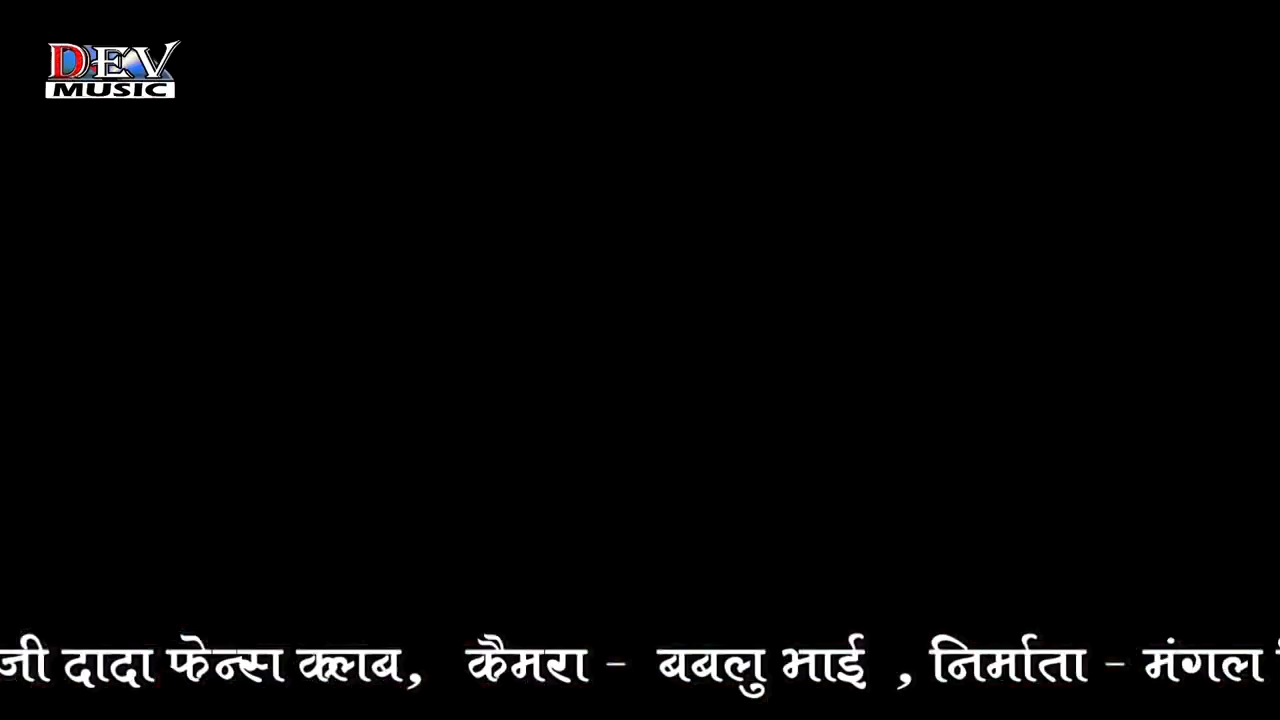 DEV
MUSIC
जी दादा फेन्स क्लब, कैमरा - बबलु भाई , निर्माता - मंगल